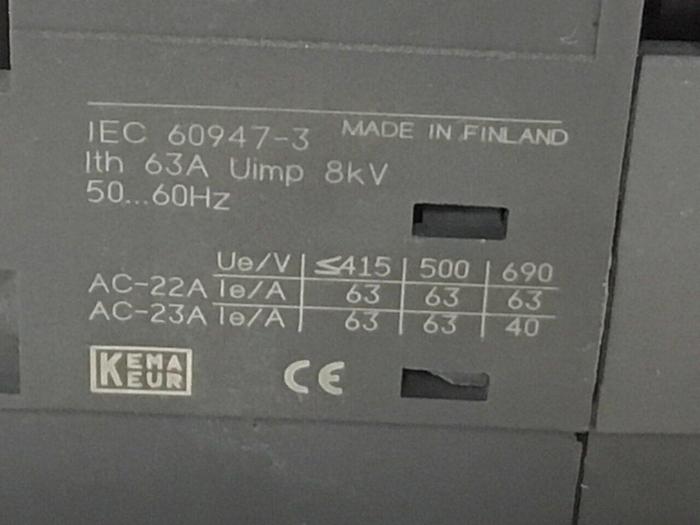 IEC 60947-3 MADE IN FINLAND
Ith 63A Uimp 8kV
50...60Hz
Ue/V ≤415 500 690
AC-22A Ie/A 63 63 63
AC-23A Ie/A 63 63 40
KEMA
KEUR
CE